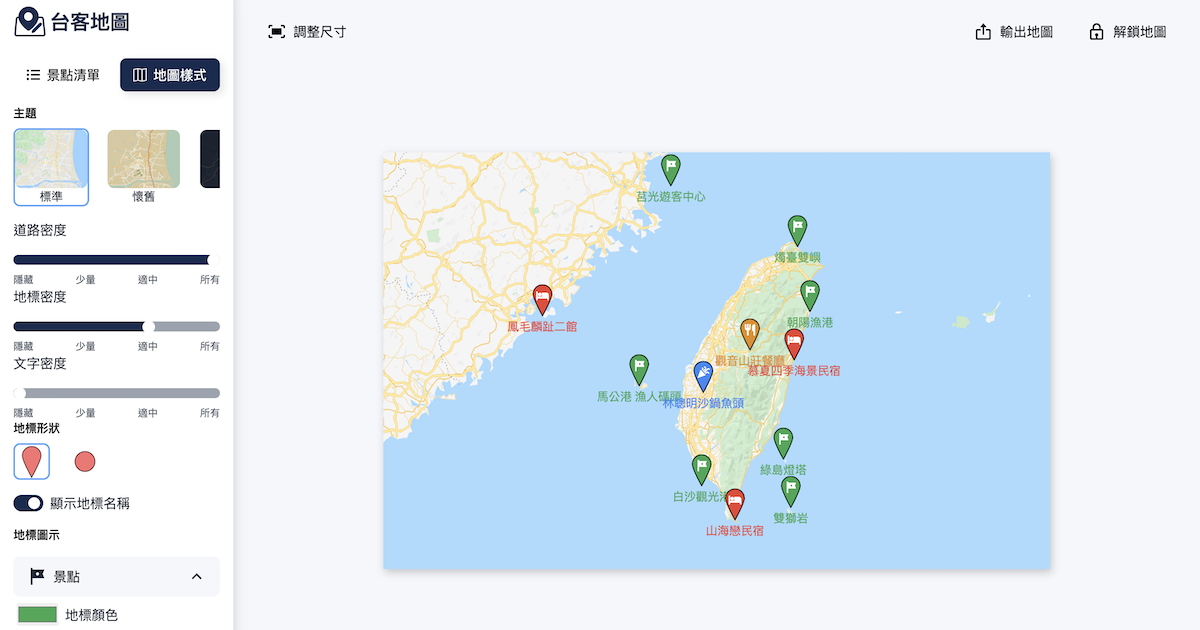 台客地圖
調整尺寸
輸出地圖
解鎖地圖
景點清單
地圖樣式
主題
標準
懷舊
道路密度
隱藏 少量 適中 所有
地標密度
隱藏 少量 適中 所有
文字密度
隱藏 少量 適中 所有
地標形狀
顯示地標名稱
地標圖示
景點
地標顏色
莒光遊客中心
燭臺雙嶼
朝陽漁港
鳳毛麟趾二館
觀音山莊餐廳
慕夏四季海景民宿
馬公港 漁人碼頭
林聰明沙鍋魚頭
綠島燈塔
白沙觀光港
雙獅岩
山海戀民宿